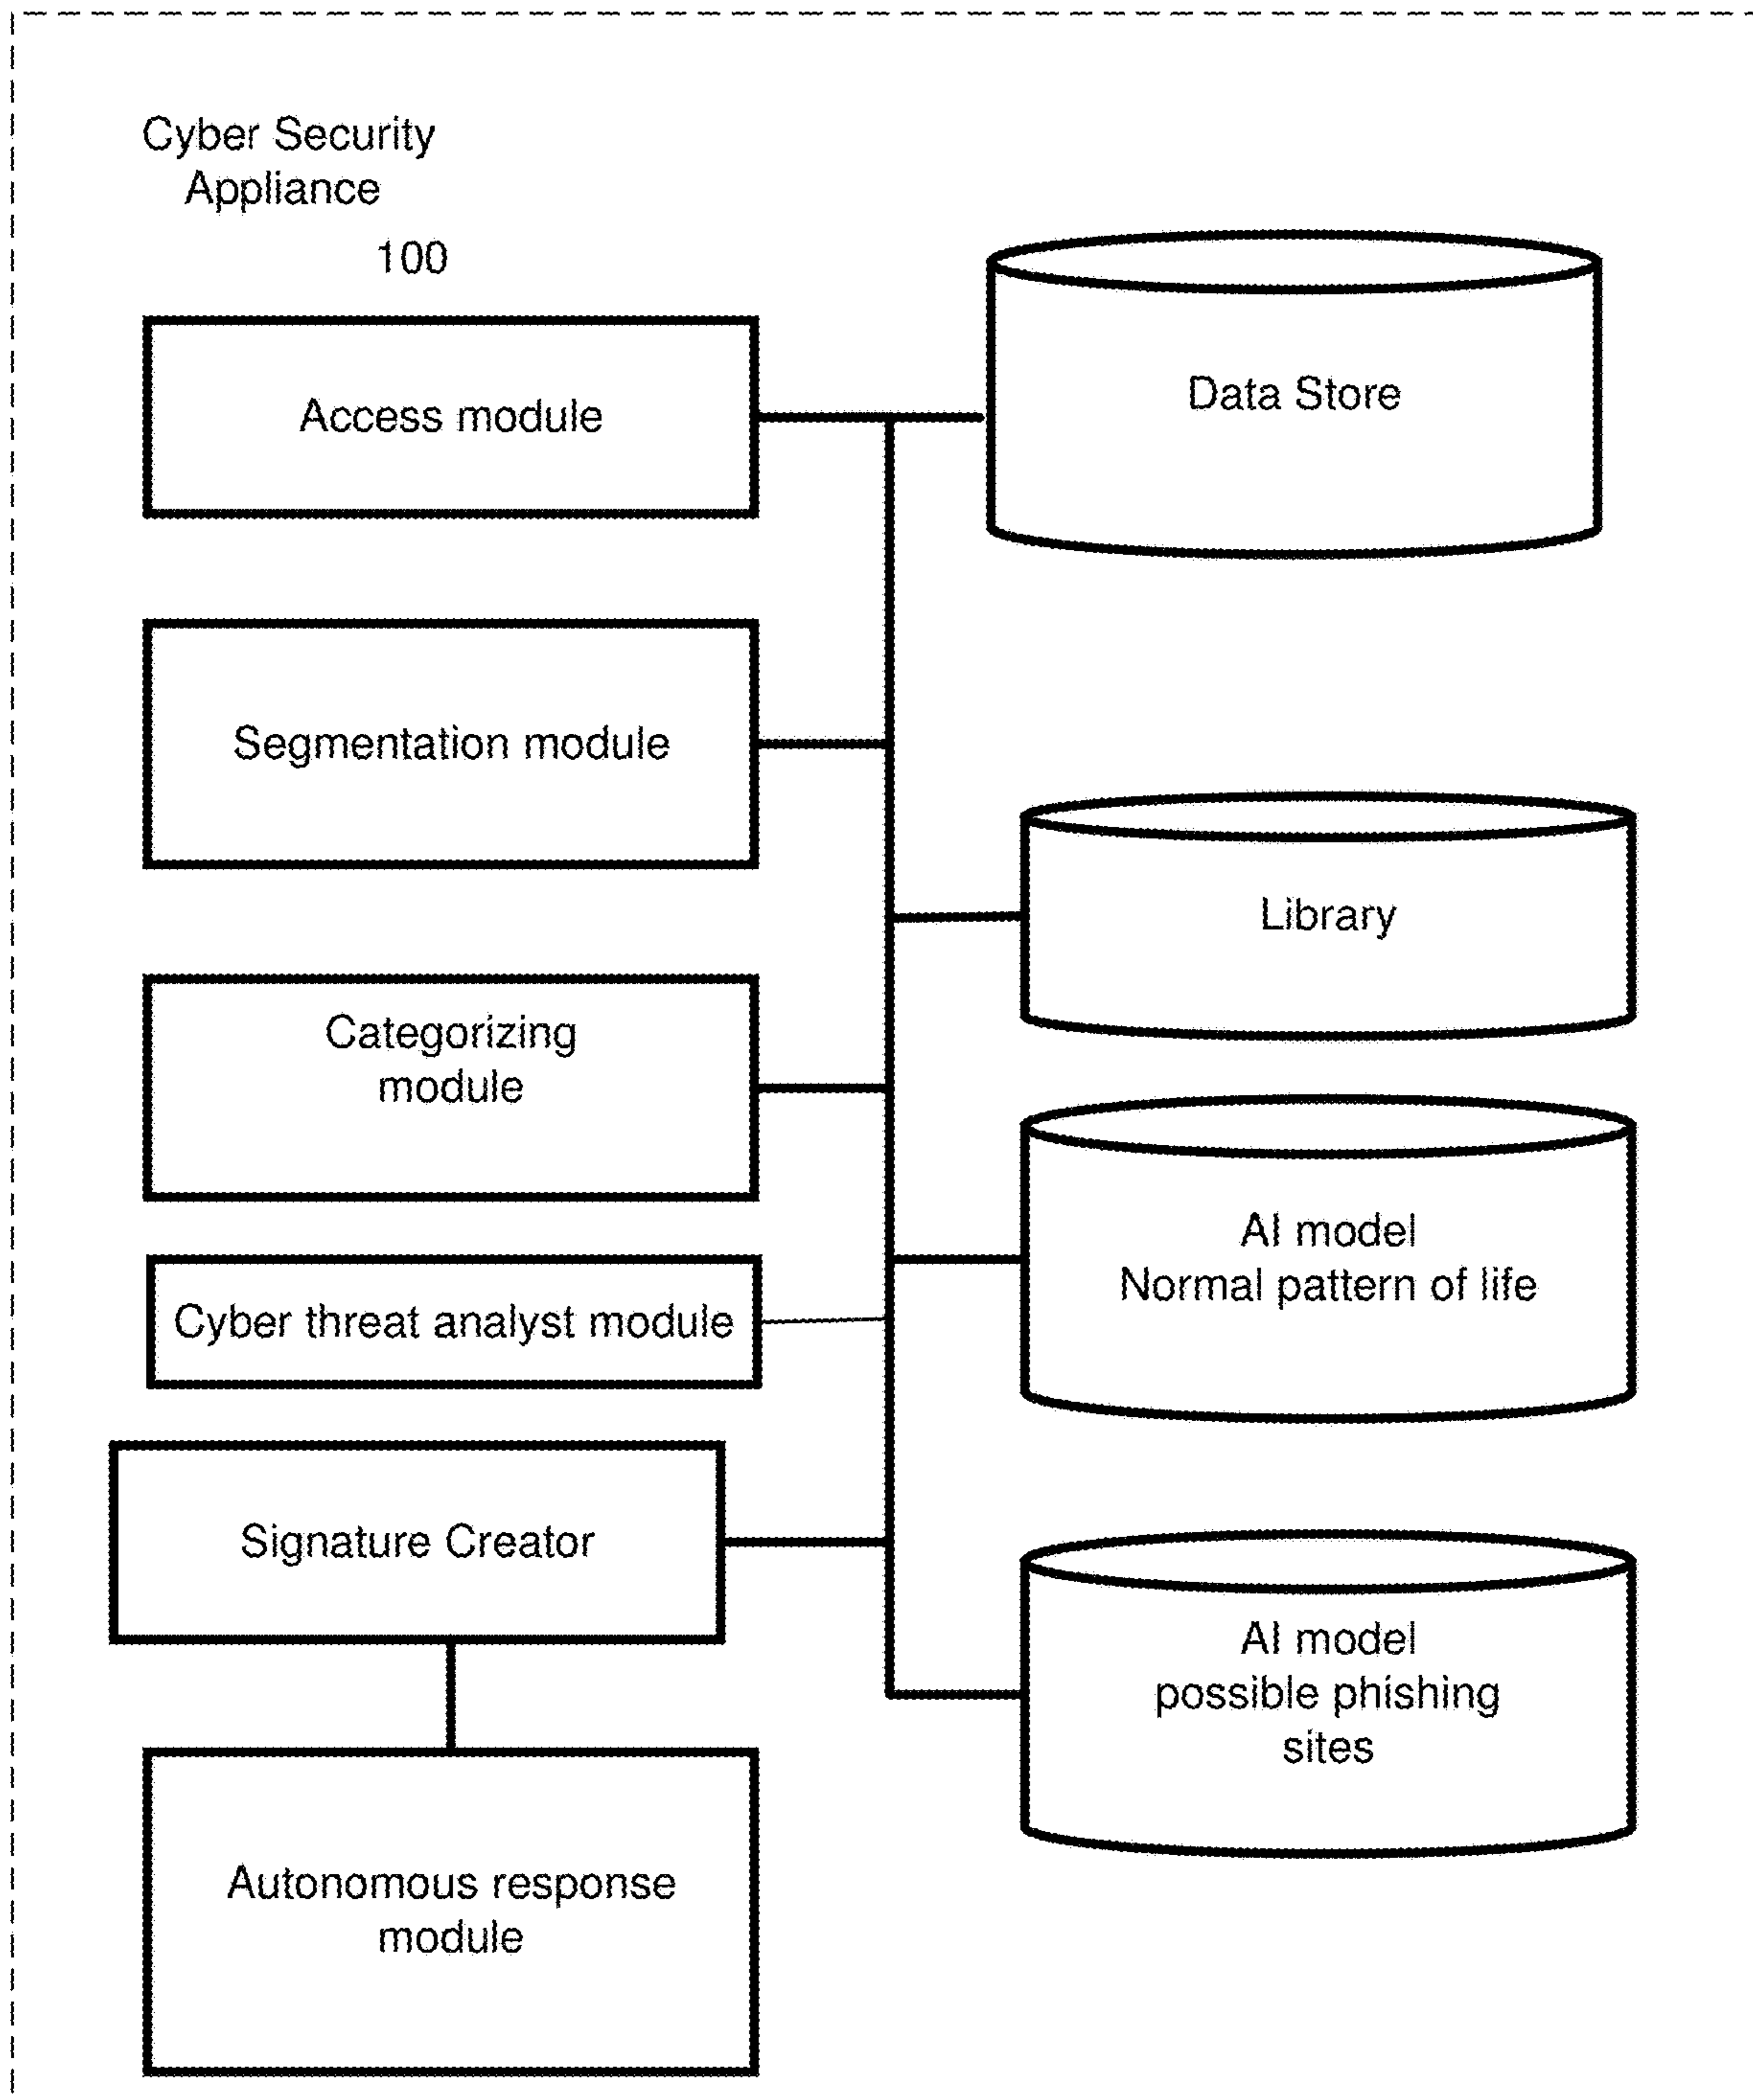 Cyber Security
Appliance
100
Access module
Data Store
Segmentation module
Library
Categorizing
module
AI model
Normal pattern of life
Cyber threat analyst module
Signature Creator
AI model
possible phishing
sites
Autonomous response
module